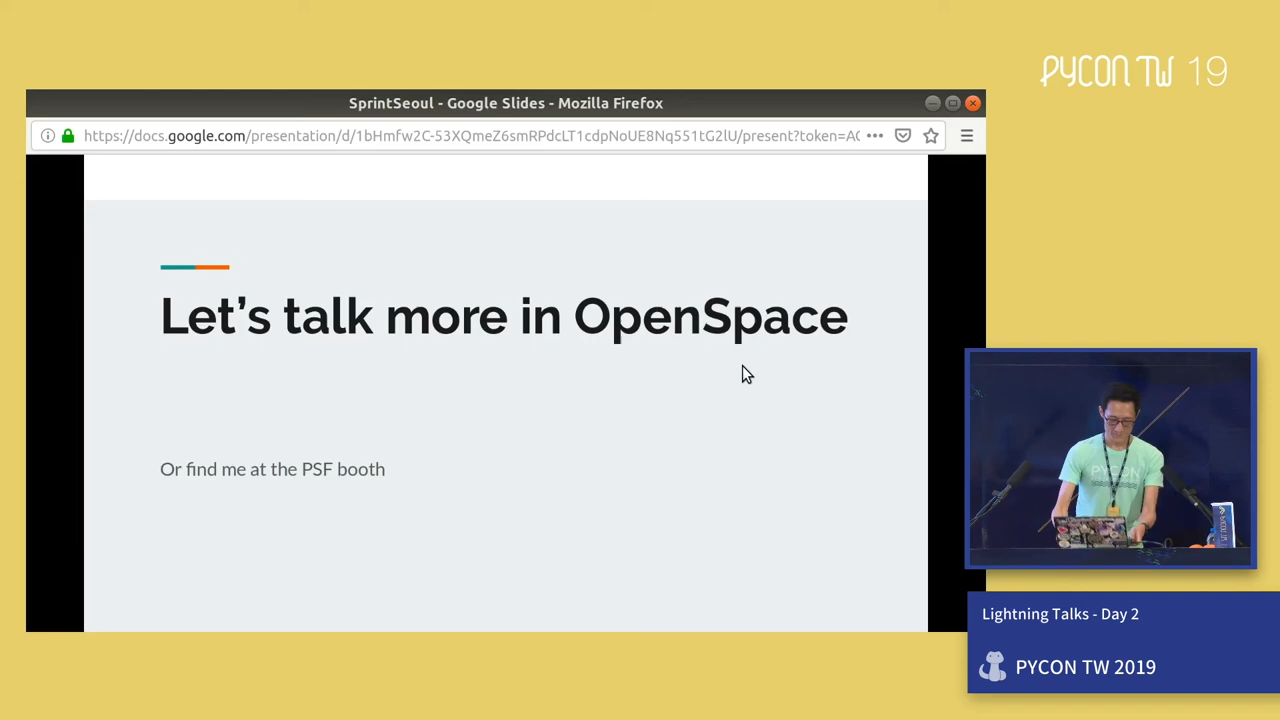 PYCON TW 19
SprintSeoul - Google Slides - Mozilla Firefox
https://docs.google.com/presentation/d/1bHmfw2C-53XQmeZ6smRPdcLT1cdpNoUE8Nq551tG2lU/present?token=AC
Let’s talk more in OpenSpace
Or find me at the PSF booth
PYCON
Lightning Talks - Day 2
PYCON TW 2019